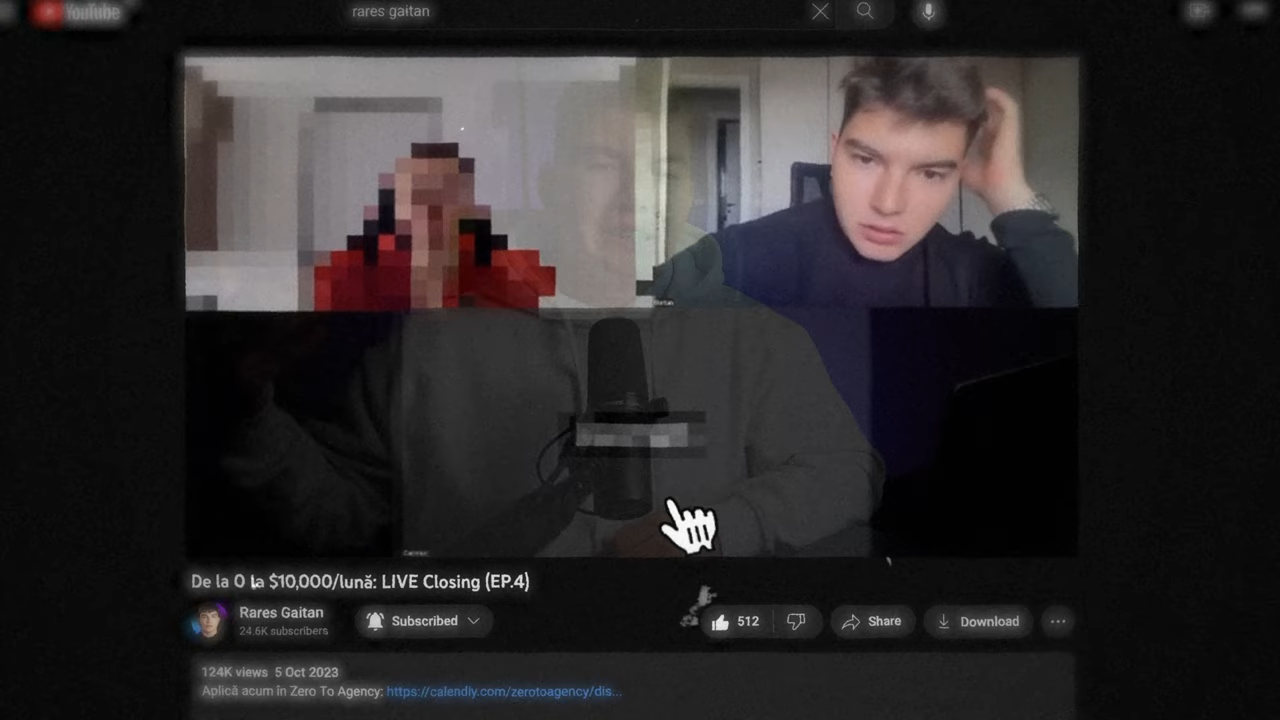 YouTube
rares gaitan
De la 0 la $10,000/lună: LIVE Closing (EP.4)
Rares Gaitan
24.6K subscribers
Subscribed
512
Share
Download
124K views 5 Oct 2023
Aplică acum în Zero To Agency: https://calendly.com/zerotoagency/dis...